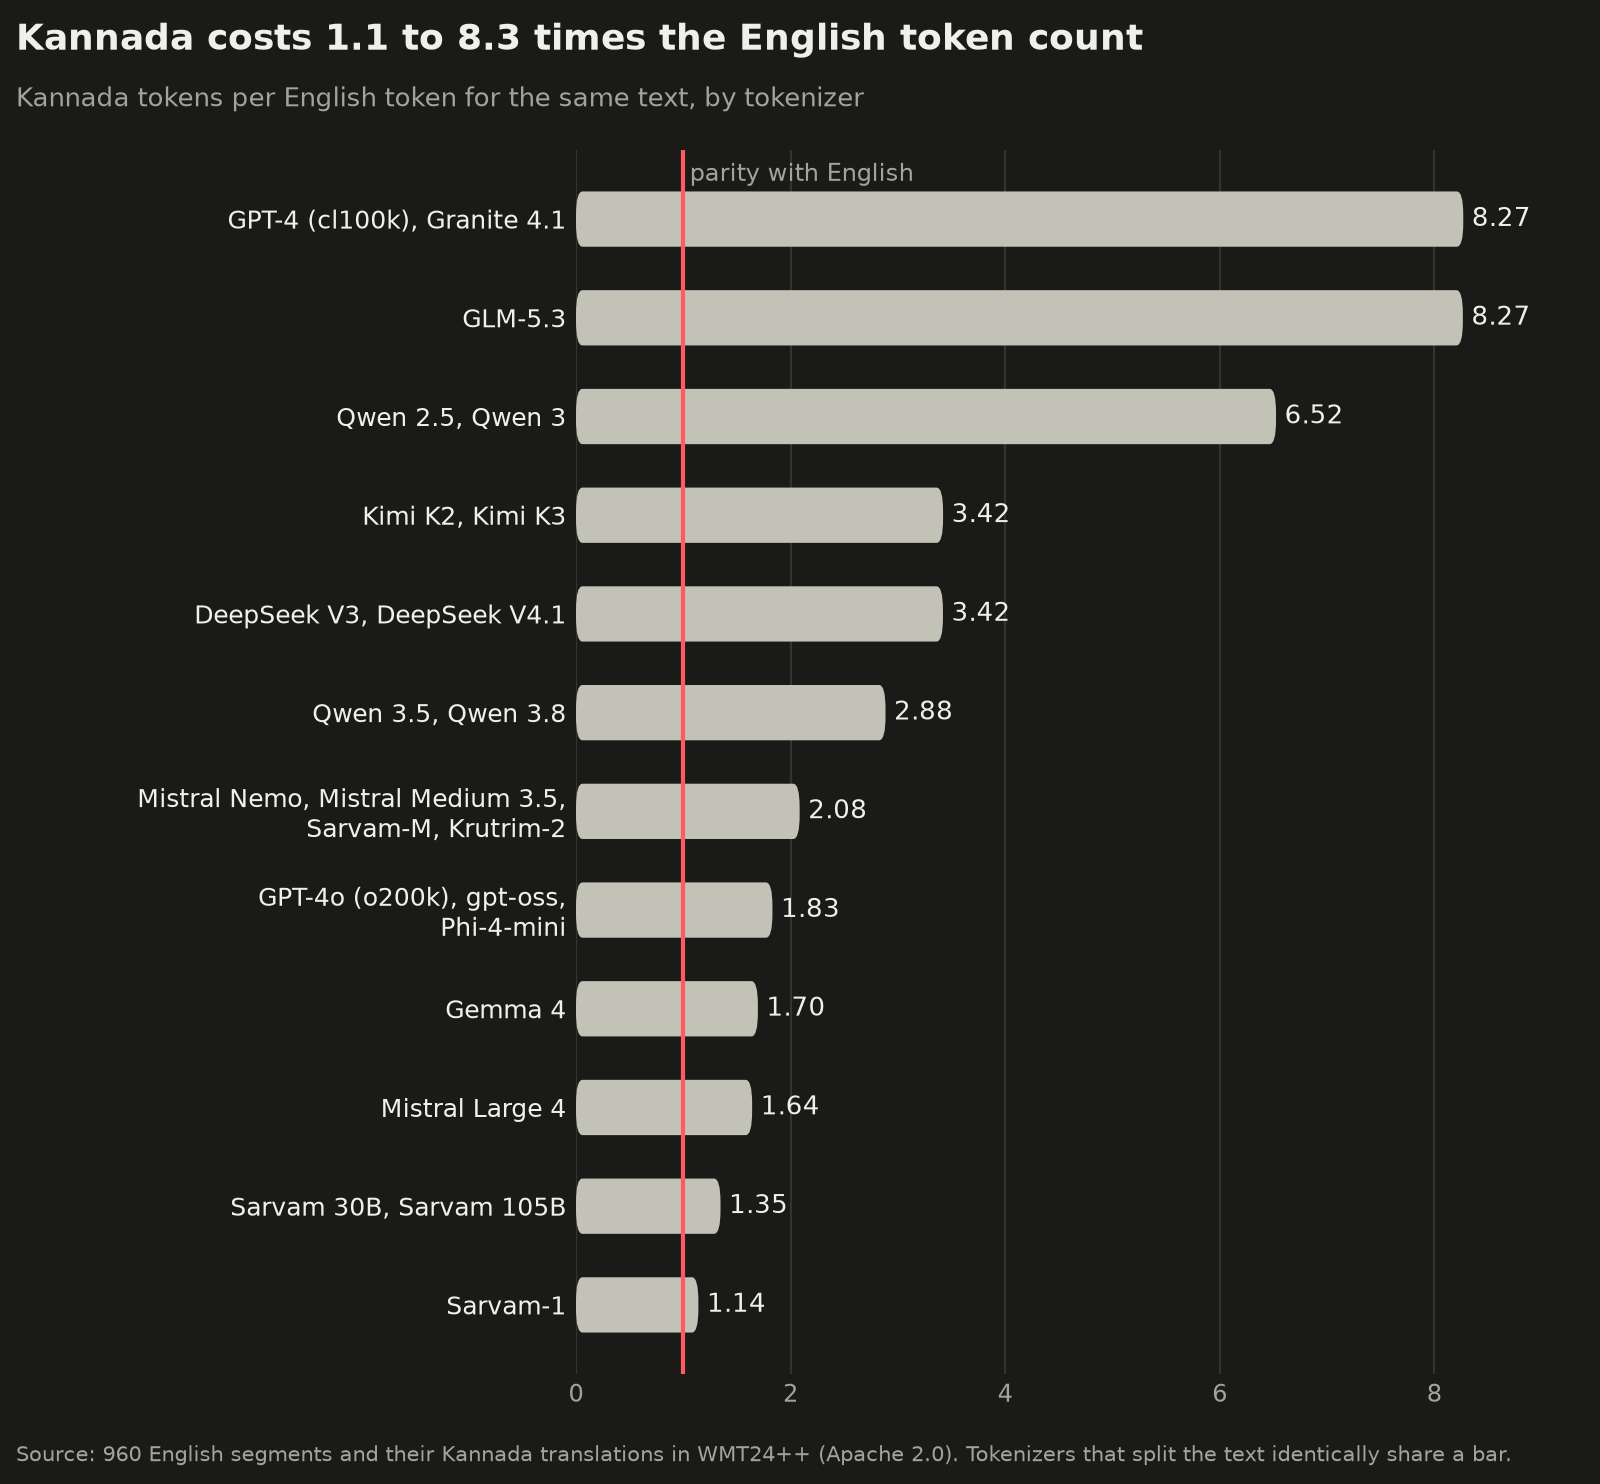 Kannada costs 1.1 to 8.3 times the English token count
Kannada tokens per English token for the same text, by tokenizer
parity with English
GPT-4 (cl100k), Granite 4.1 8.27
GLM-5.3 8.27
Qwen 2.5, Qwen 3 6.52
Kimi K2, Kimi K3 3.42
DeepSeek V3, DeepSeek V4.1 3.42
Qwen 3.5, Qwen 3.8 2.88
Mistral Nemo, Mistral Medium 3.5,
Sarvam-M, Krutrim-2 2.08
GPT-4o (o200k), gpt-oss,
Phi-4-mini 1.83
Gemma 4 1.70
Mistral Large 4 1.64
Sarvam 30B, Sarvam 105B 1.35
Sarvam-1 1.14
0 2 4 6 8
Source: 960 English segments and their Kannada translations in WMT24++ (Apache 2.0). Tokenizers that split the text identically share a bar.